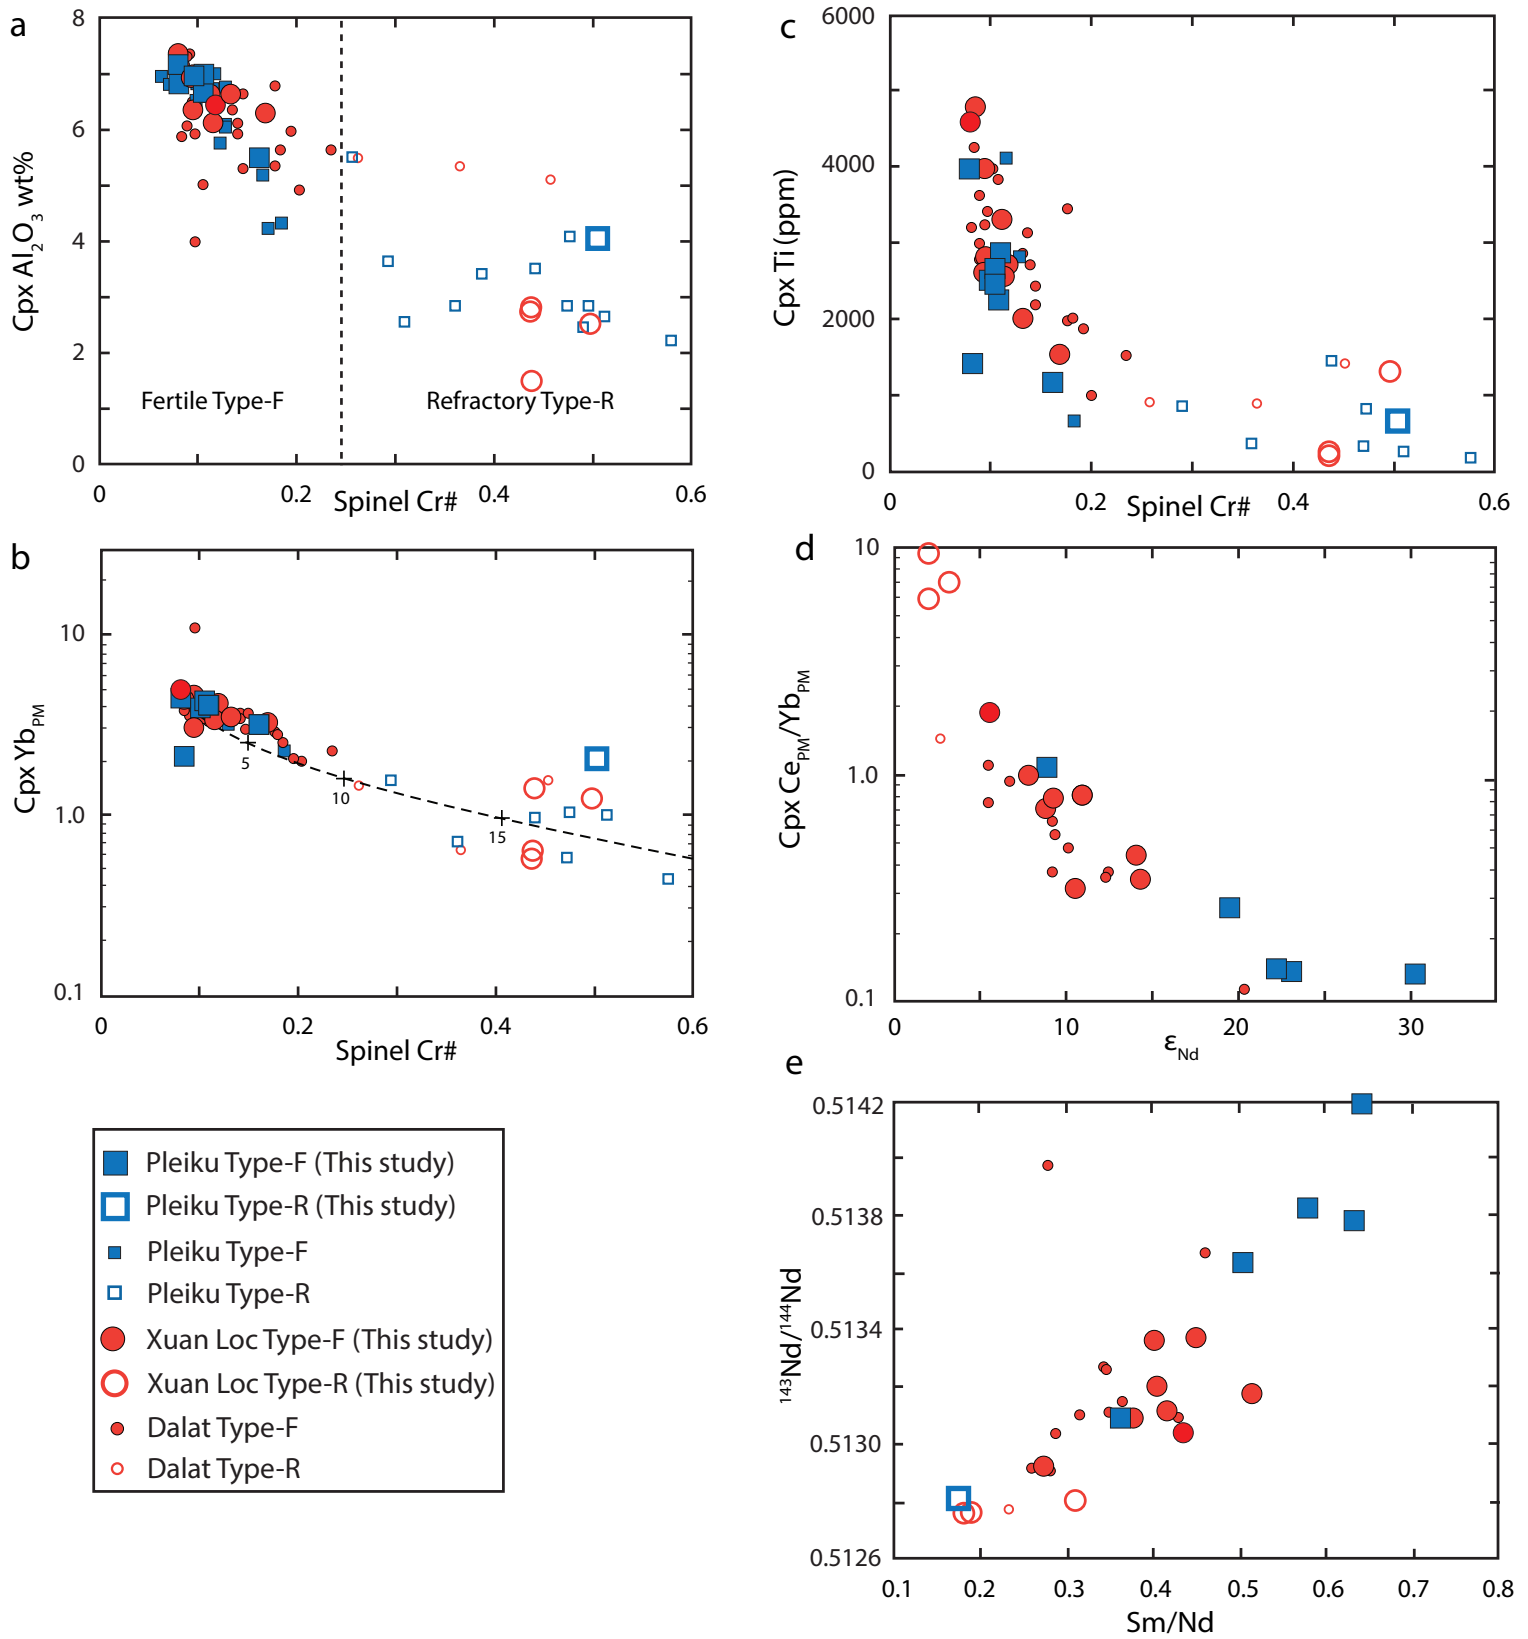 a
8
6
4
2
0
Cpx Al2O3 wt%
Fertile Type-F
Refractory Type-R
0
0.2
0.4
0.6
Spinel Cr#
c
6000
4000
2000
0
Cpx Ti (ppm)
0
0.2
0.4
0.6
Spinel Cr#
b
10
1.0
0.1
Cpx YbPM
5
10
15
0
0.2
0.4
0.6
Spinel Cr#
d
10
1.0
0.1
Cpx CePM/YbPM
0
10
20
30
εNd
e
0.5142
0.5138
0.5134
0.5130
0.5126
143Nd/144Nd
0.1
0.2
0.3
0.4
0.5
0.6
0.7
0.8
Sm/Nd
Pleiku Type-F (This study)
Pleiku Type-R (This study)
Pleiku Type-F
Pleiku Type-R
Xuan Loc Type-F (This study)
Xuan Loc Type-R (This study)
Dalat Type-F
Dalat Type-R